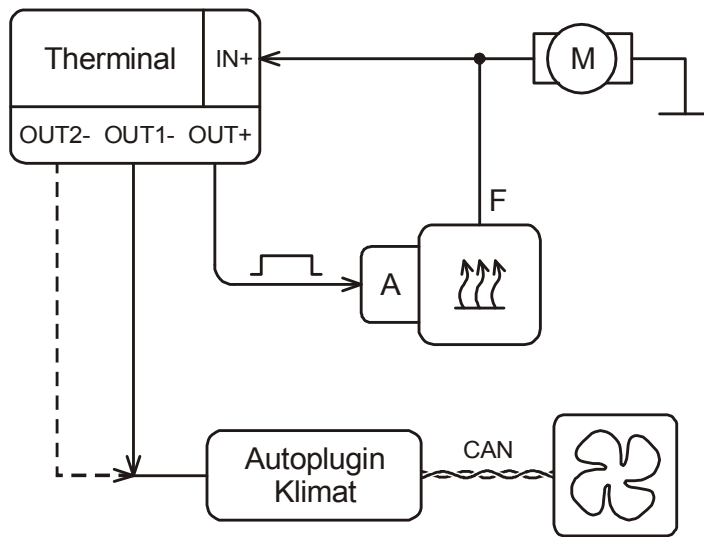 Therminal
IN+
M
OUT2- OUT1- OUT+
F
A
Autoplugin
Klimat
CAN